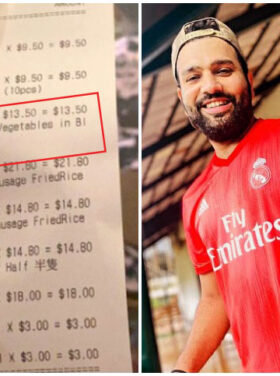 AMOUNT
X $9.50 = $9.50
X $9.50 = $9.50
(10pcs)
$13.50 = $13.50
Vegetables in BI
$21.80 = $21.80
usage FriedRice
X $14.80 = $14.80
usage FriedRice
X $14.80 = $14.80
Half 半隻
X $18.00 = $18.00
X $3.00 = $3.00
X $3.00 = $3.00
Fly
Emirates